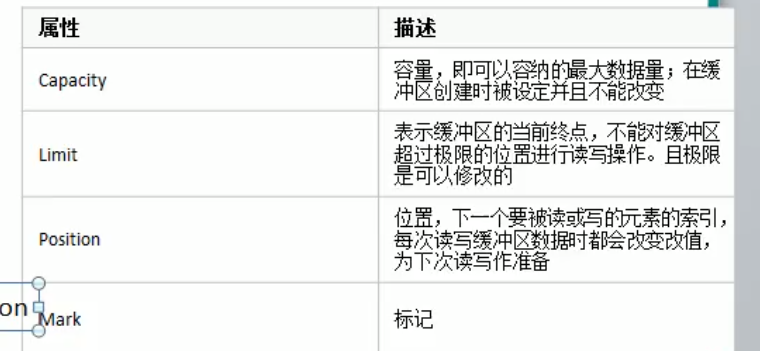 属性 描述
Capacity
容量，即可以容纳的最大数据量；在缓
冲区创建时被设定并且不能改变
Limit
表示缓冲区的当前终点，不能对缓冲区
超过极限的位置进行读写操作。且极限
是可以修改的
Position
位置，下一个要被读或写的元素的索引，
每次读写缓冲区数据时都会改变改值，
为下次读写作准备
on
Mark
标记